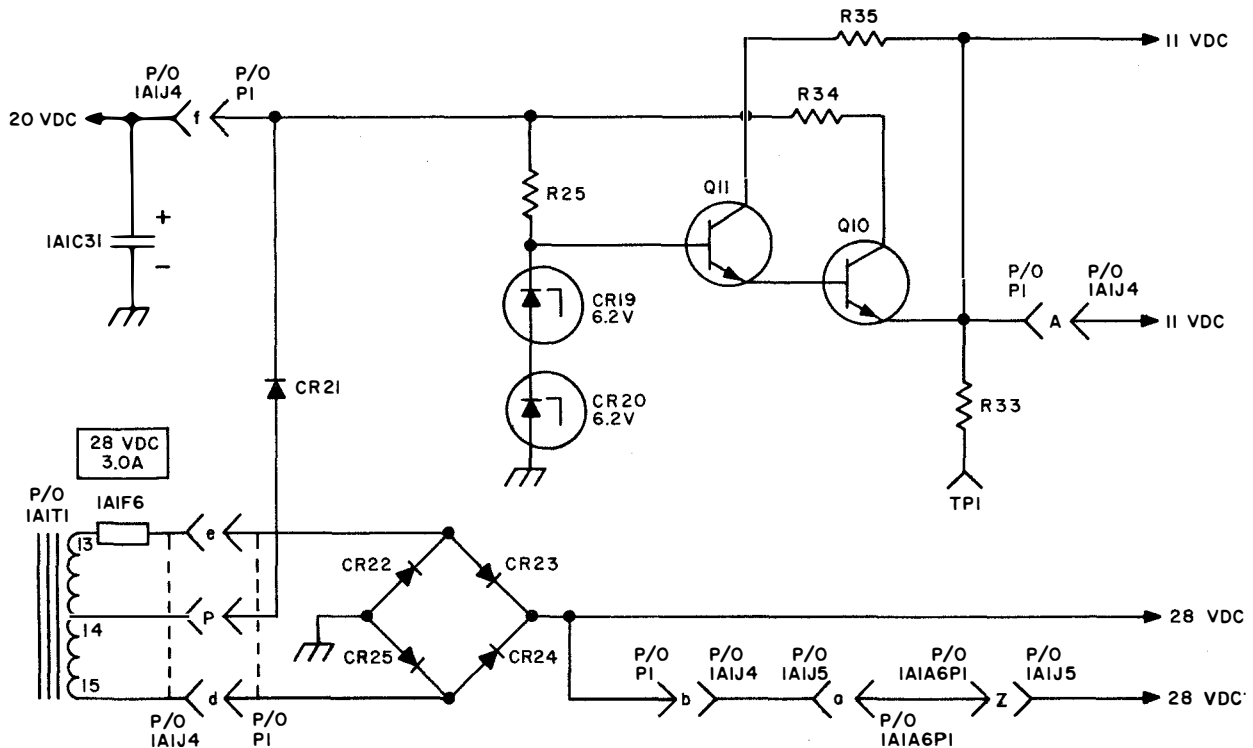 R35
11 VDC
P/O
1A1J4
P/O
P1
20 VDC
f
R34
R25
Q11
Q10
1A1C31
+
−
CR19
6.2V
P/O
P1
P/O
1A1J4
A
11 VDC
CR21
CR20
6.2V
R33
28 VDC
3.0A
TP1
P/O
1A1T1
1A1F6
13
e
CR22
CR23
P
14
28 VDC
CR25
CR24
15
d
P/O
P1
P/O
1A1J4
P/O
1A1J5
P/O
1A1A6P1
P/O
1A1J5
b
a
Z
28 VDC
P/O
1A1J4
P/O
P1
P/O
1A1A6P1